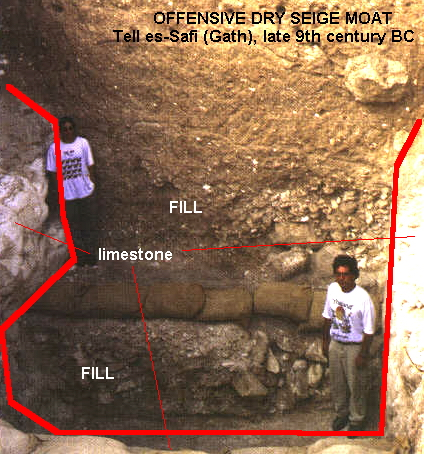 OFFENSIVE DRY SEIGE MOAT
Tell es-Safi (Gath), late 9th century BC
FILL
limestone
FILL